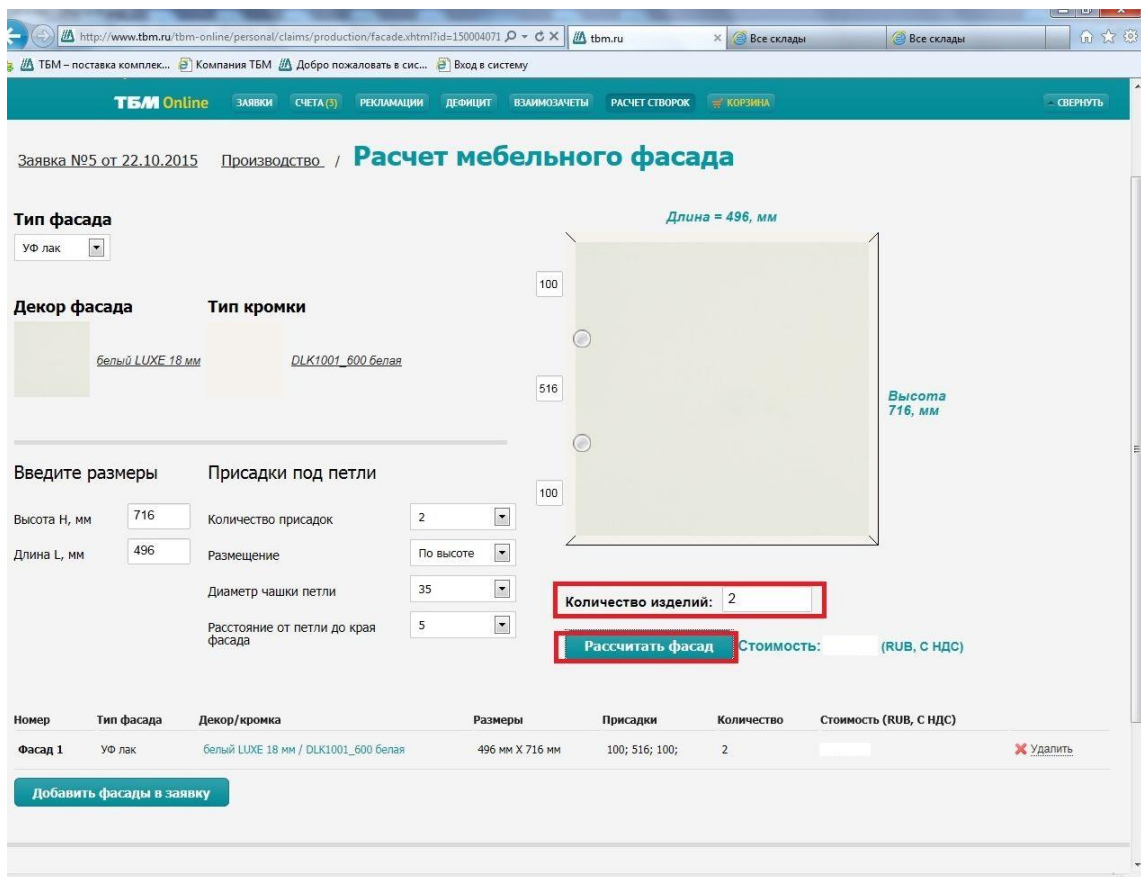 http://www.tbm.ru/tbm-online/personal/claims/production/facade.xhtml?id=150004071
tbm.ru
Все склады
Все склады
ТБМ – поставка комплек...
Компания ТБМ
Добро пожаловать в сис...
Вход в систему
ТБМ Online
ЗАЯВКИ
СЧЕТА (3)
РЕКЛАМАЦИИ
ДЕФИЦИТ
ВЗАИМОЗАЧЕТЫ
РАСЧЕТ СТВОРОК
КОРЗИНА
СВЕРНУТЬ
Заявка №5 от 22.10.2015 Производство / Расчет мебельного фасада
Тип фасада
УФ лак
Декор фасада
Тип кромки
белый LUXE 18 мм
DLK1001_600 белая
Введите размеры
Высота H, мм 716
Длина L, мм 496
Присадки под петли
Количество присадок 2
Размещение По высоте
Диаметр чашки петли 35
Расстояние от петли до края 5
фасада
Длина = 496, мм
100
516
100
Высота
716, мм
Количество изделий: 2
Рассчитать фасад Стоимость: (RUB, С НДС)
Номер Тип фасада Декор/кромка Размеры Присадки Количество Стоимость (RUB, С НДС)
Фасад 1 УФ лак белый LUXE 18 мм / DLK1001_600 белая 496 мм X 716 мм 100; 516; 100; 2 Удалить
Добавить фасады в заявку